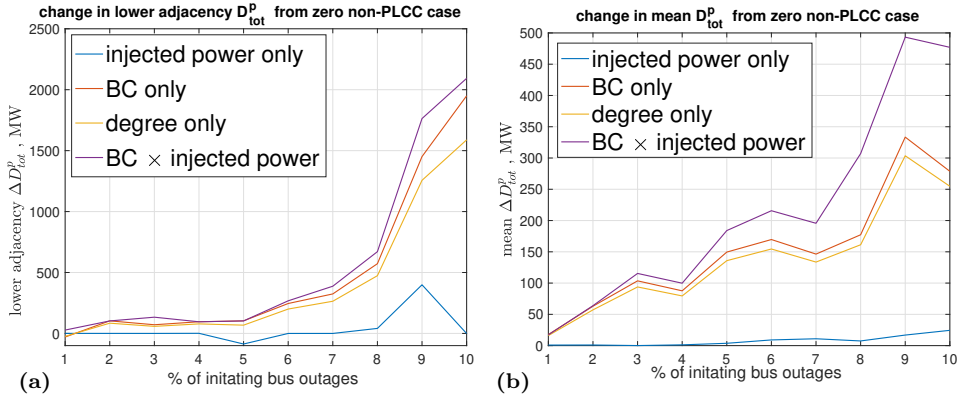 change in lower adjacency D^p_tot from zero non-PLCC case
lower adjacency ΔD^p_tot , MW
2500
2000
1500
1000
500
0
injected power only
BC only
degree only
BC × injected power
1 2 3 4 5 6 7 8 9 10
% of initating bus outages
(a)
change in mean D^p_tot from zero non-PLCC case
mean ΔD^p_tot , MW
500
450
400
350
300
250
200
150
100
50
0
injected power only
BC only
degree only
BC × injected power
1 2 3 4 5 6 7 8 9 10
% of initating bus outages
(b)